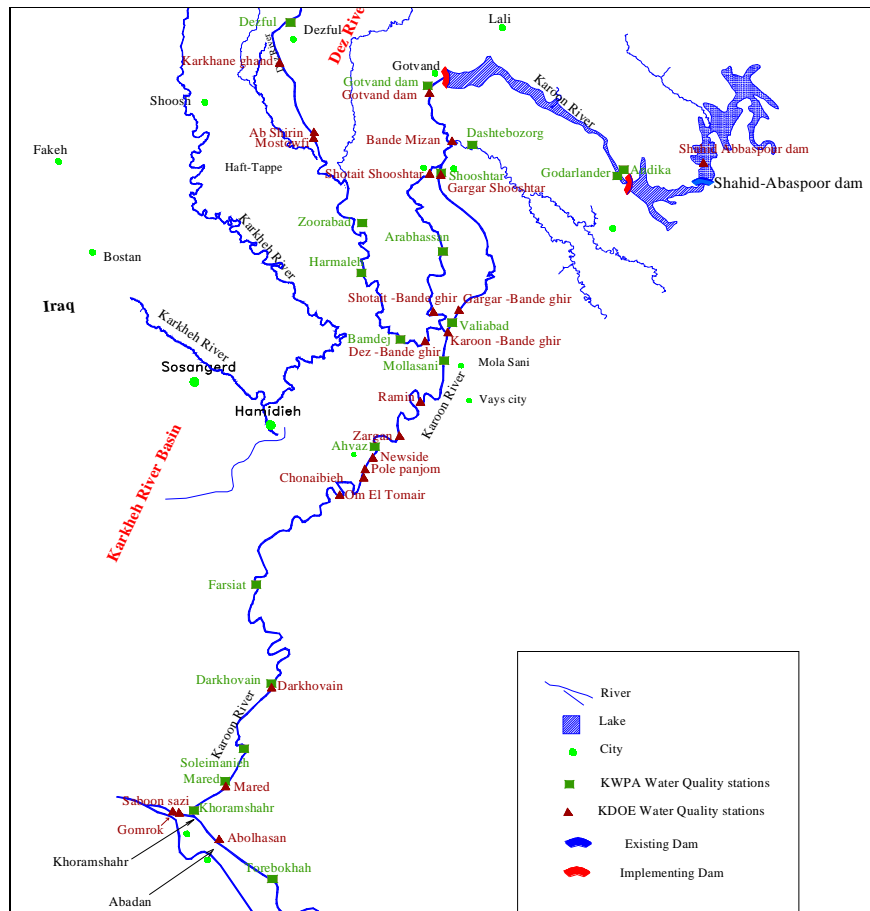 Lali
Dezful
Dezful
Dez River
Dez River
Karkhane ghand
Gotvand
Gotvand dam
Gotvand dam
Karoon River
Shoosh
Ab Shirin
Mostowfi
Bande Mizan
Dashtebozorg
Shahid Abbaspour dam
Fakeh
Haft-Tappe
Shotait Shooshtar
Shooshtar
Gargar Shooshtar
Godarlander
Andika
Shahid-Abaspoor dam
Zoorabad
Karkheh River
Arabhassan
Bostan
Harmaleh
Iraq
Shotait -Bande ghir
Gargar -Bande ghir
Karkheh River
Valiabad
Bamdej
Karoon -Bande ghir
Dez -Bande ghir
Mollasani
Mola Sani
Sosangerd
Ramin
Karoon River
Vays city
Hamidieh
Zargan
Ahvaz
Newside
Pole panjom
Chonaibieh
Om El Tomair
Karkheh River Basin
Farsiat
Darkhovain
Darkhovain
Karoon River
Soleimanieh
Mared
Mared
Saboon sazi
Khoramshahr
Gomrok
Abolhasan
Khoramshahr
Torebokhah
Abadan
River
Lake
City
KWPA Water Quality stations
KDOE Water Quality stations
Existing Dam
Implementing Dam